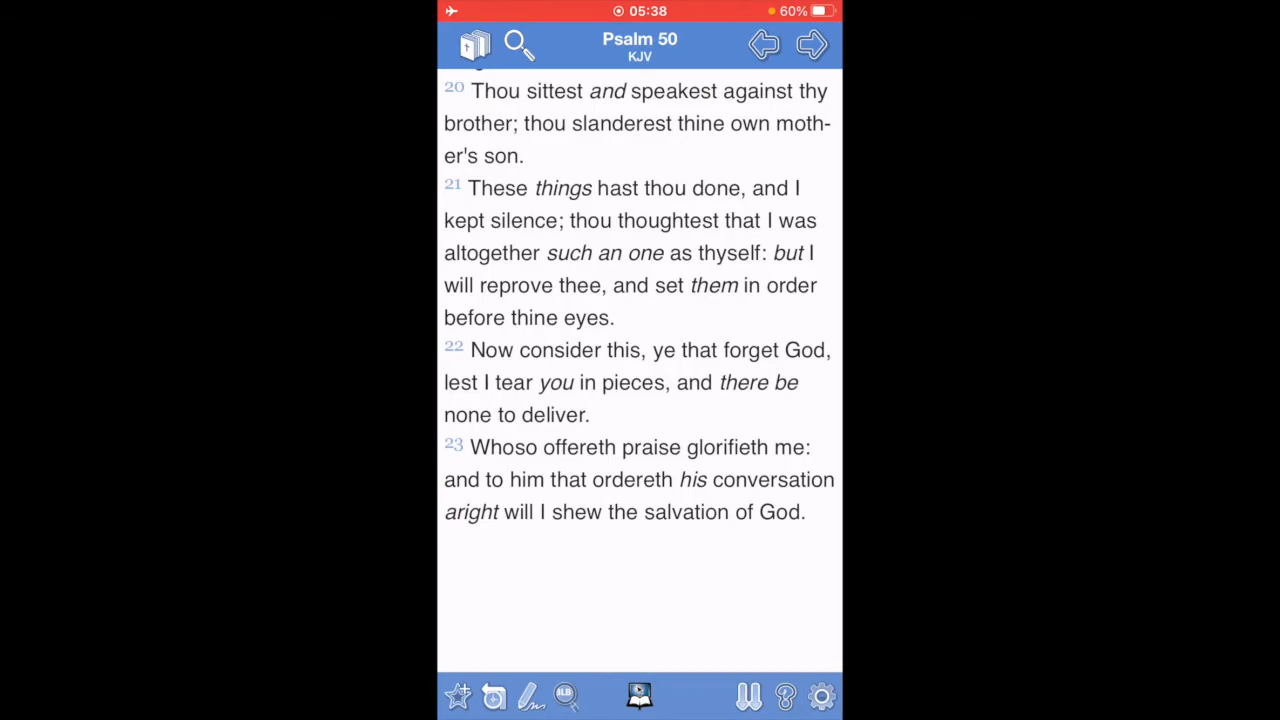 05:38
60%
Psalm 50
KJV
20 Thou sittest and speakest against thy
brother; thou slanderest thine own moth-
er's son.
21 These things hast thou done, and I
kept silence; thou thoughtest that I was
altogether such an one as thyself: but I
will reprove thee, and set them in order
before thine eyes.
22 Now consider this, ye that forget God,
lest I tear you in pieces, and there be
none to deliver.
23 Whoso offereth praise glorifieth me:
and to him that ordereth his conversation
aright will I shew the salvation of God.
BLB